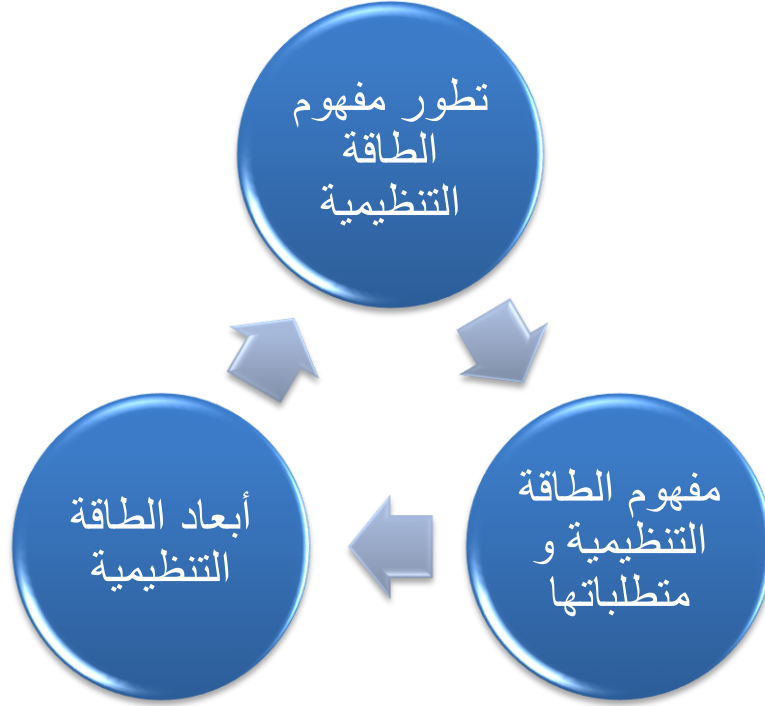 تطور مفهوم
الطاقة
التنظيمية
مفهوم الطاقة
التنظيمية و
متطلباتها
أبعاد الطاقة
التنظيمية